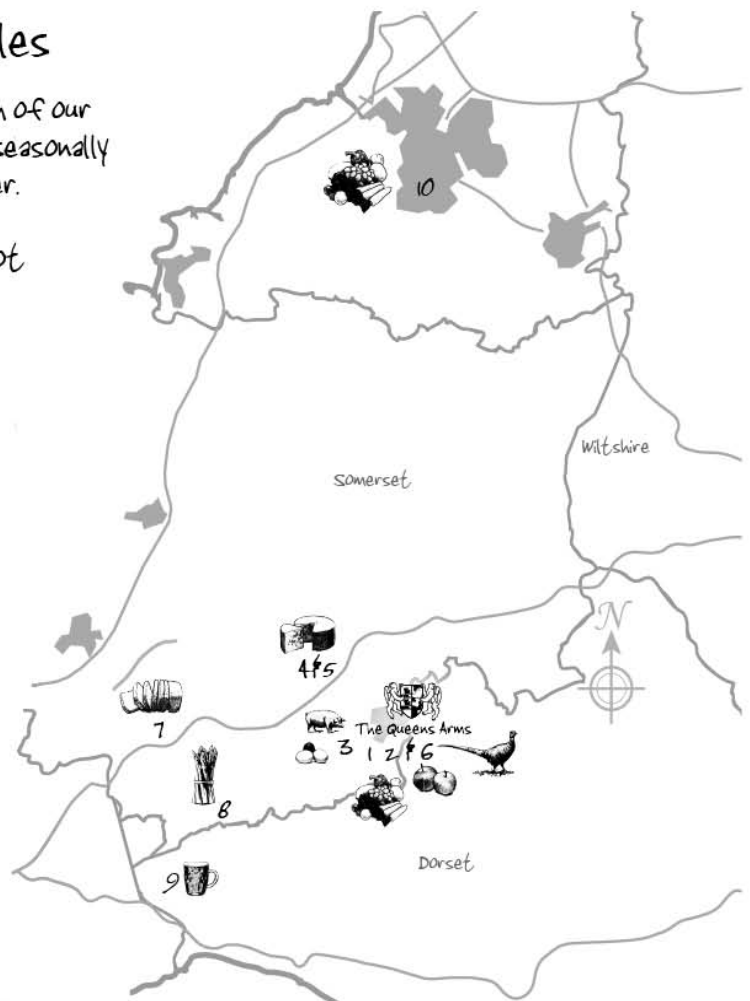 les
n of our
seasonally
er.
ot
10
Wiltshire
Somerset
N
4&5
7
The Queens Arms
3 1 2 & 6
8
Dorset
9